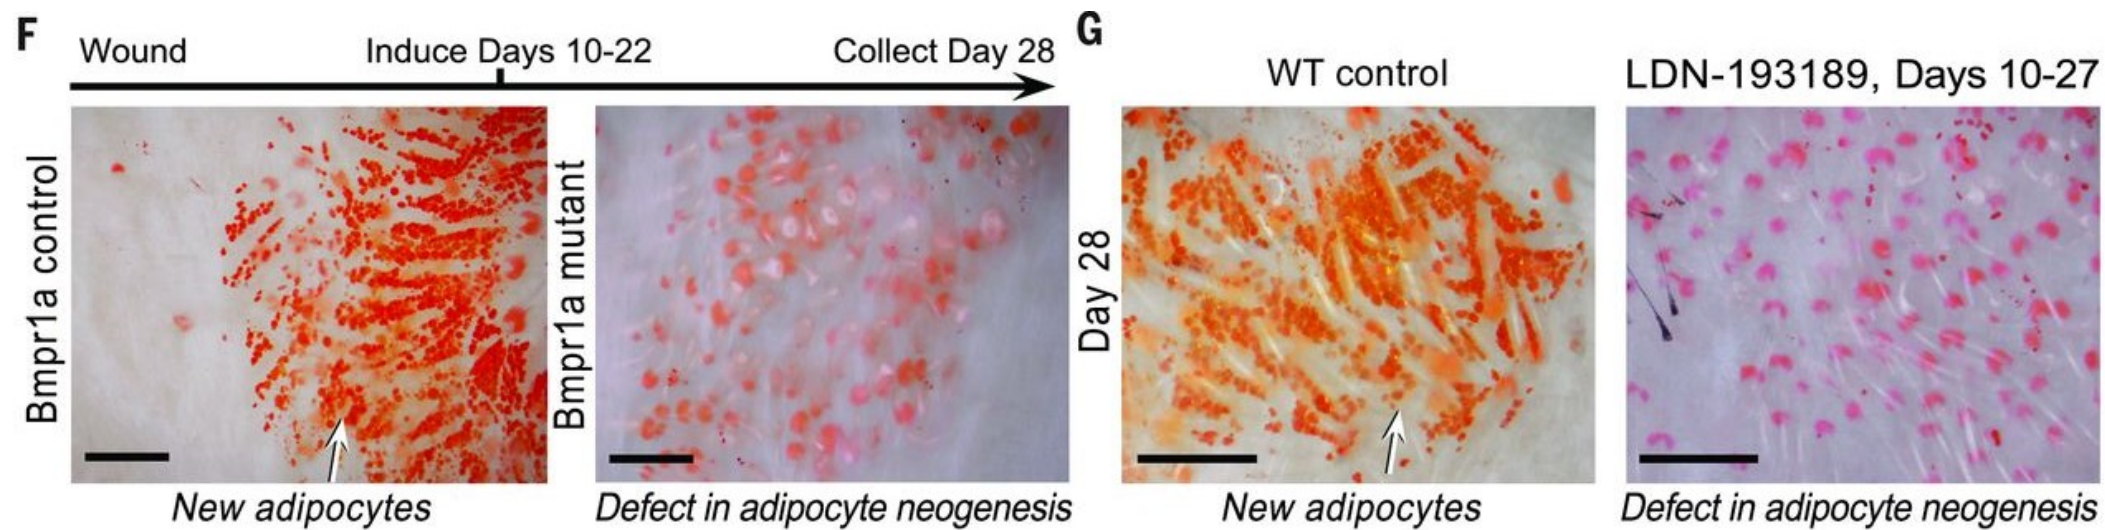 F
Wound Induce Days 10-22 Collect Day 28
Bmpr1a control
Bmpr1a mutant
New adipocytes
Defect in adipocyte neogenesis
G
WT control
LDN-193189, Days 10-27
Day 28
New adipocytes
Defect in adipocyte neogenesis